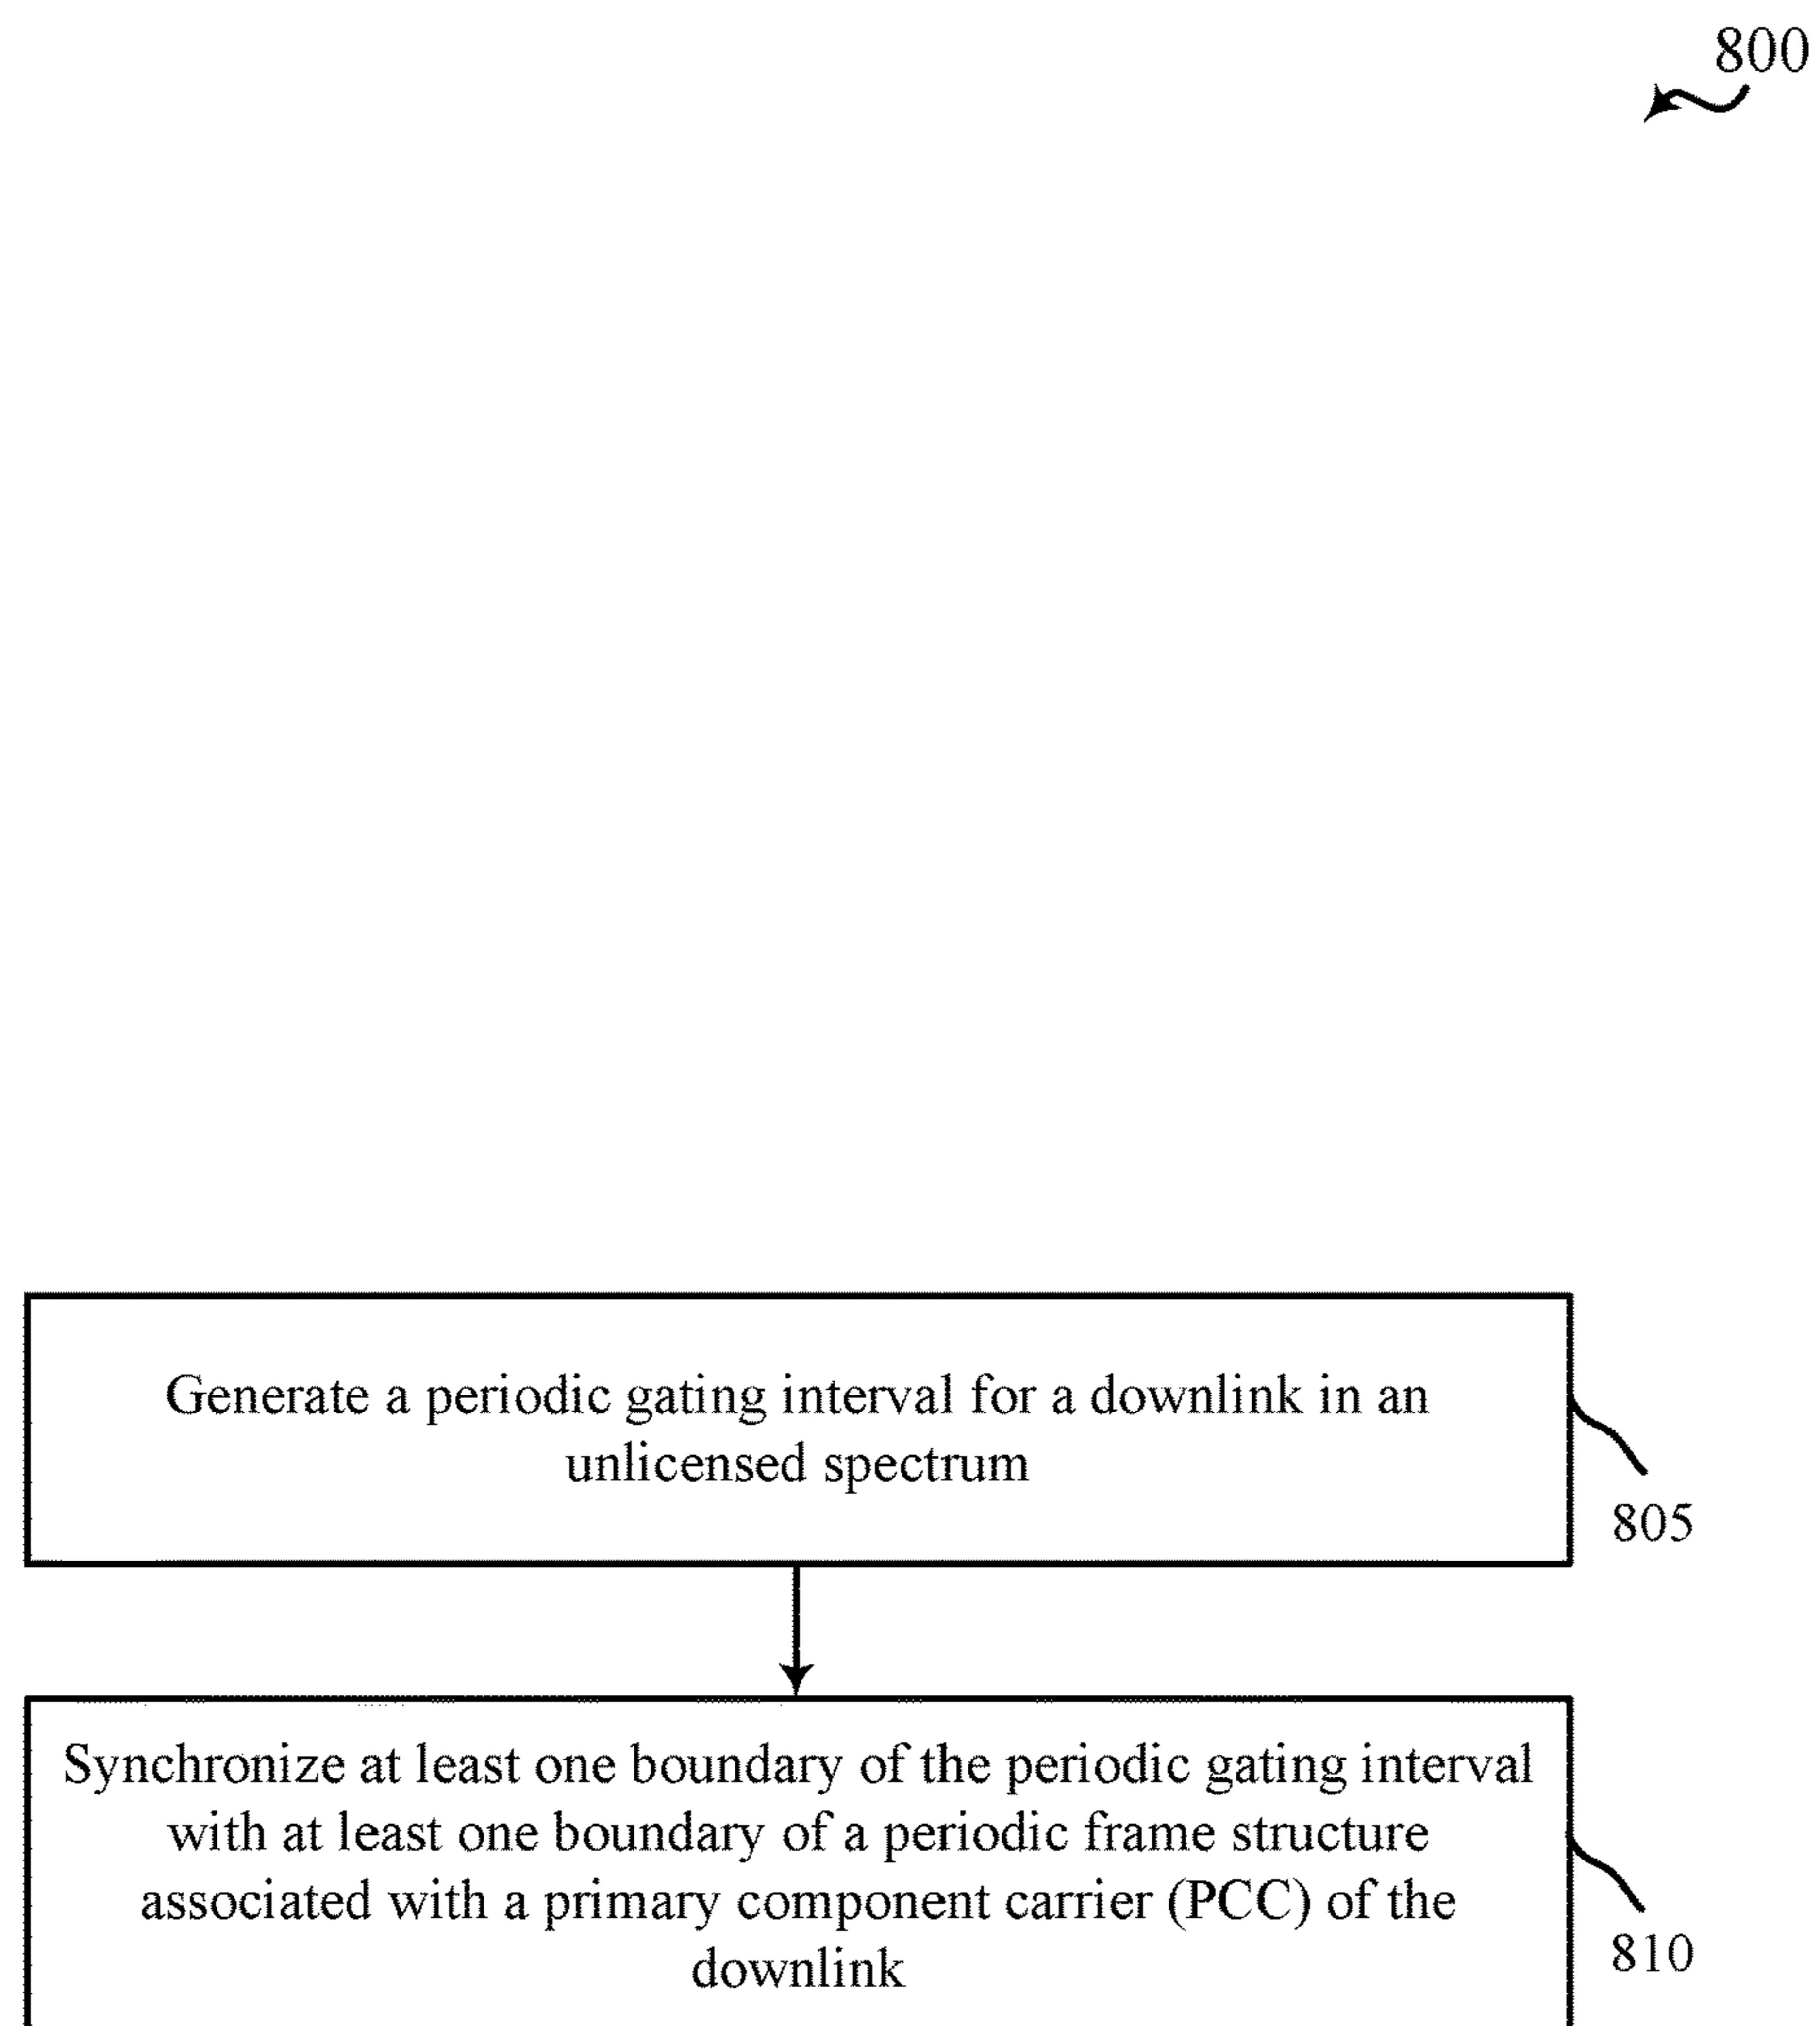 800
Generate a periodic gating interval for a downlink in an
unlicensed spectrum
805
Synchronize at least one boundary of the periodic gating interval
with at least one boundary of a periodic frame structure
associated with a primary component carrier (PCC) of the
downlink
810